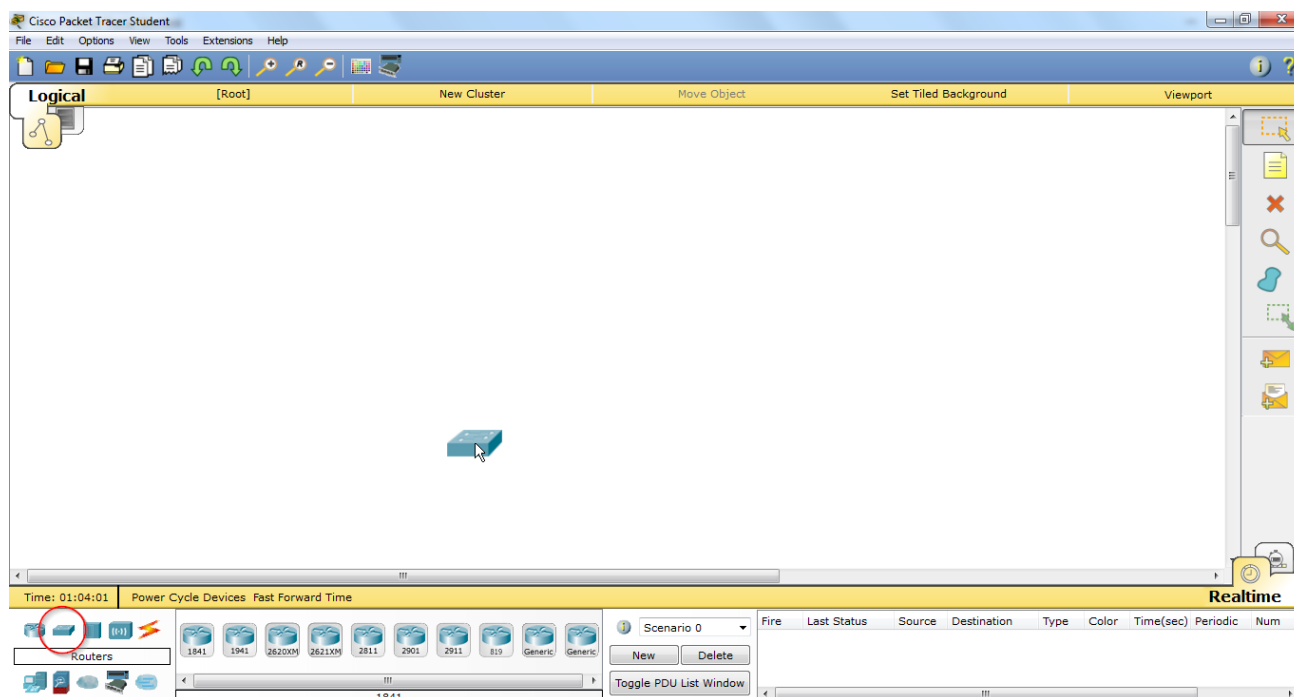 Cisco Packet Tracer Student
File Edit Options View Tools Extensions Help
Logical [Root] New Cluster Move Object Set Tiled Background Viewport
Time: 01:04:01 Power Cycle Devices Fast Forward Time Realtime
Routers
1841 1941 2620XM 2621XM 2811 2901 2911 819 Generic Generic
1841
Scenario 0
New Delete
Toggle PDU List Window
Fire Last Status Source Destination Type Color Time(sec) Periodic Num